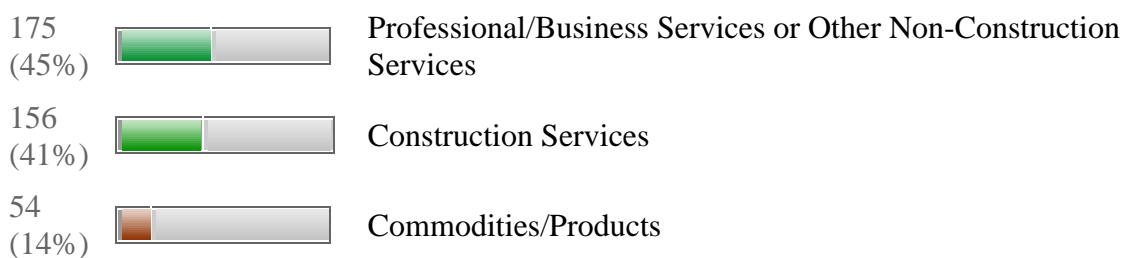 175
(45%)
Professional/Business Services or Other Non-Construction
Services
156
(41%)
Construction Services
54
(14%)
Commodities/Products